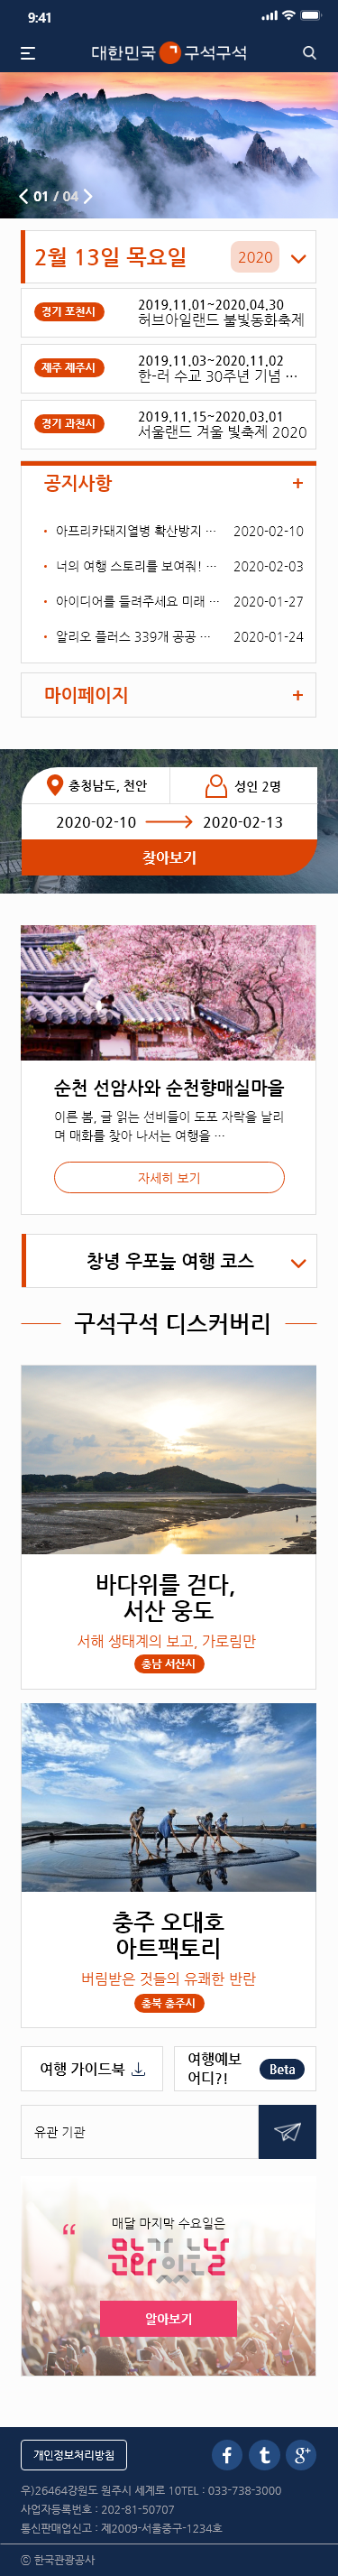 9:41
대한민국 구석구석
01 / 04
2월 13일 목요일 2020
경기 포천시
2019.11.01~2020.04.30
허브아일랜드 불빛동화축제
제주 제주시
2019.11.03~2020.11.02
한-러 수교 30주년 기념 ···
경기 과천시
2019.11.15~2020.03.01
서울랜드 겨울 빛축제 2020
공지사항 +
아프리카돼지열병 확산방지 ··· 2020-02-10
너의 여행 스토리를 보여줘! ··· 2020-02-03
아이디어를 들려주세요 미래 ··· 2020-01-27
알리오 플러스 339개 공공 ··· 2020-01-24
마이페이지 +
충청남도, 천안 성인 2명
2020-02-10 → 2020-02-13
찾아보기
순천 선암사와 순천향매실마을
이른 봄, 글 읽는 선비들이 도포 자락을 날리
며 매화를 찾아 나서는 여행을 ···
자세히 보기
창녕 우포늪 여행 코스
구석구석 디스커버리
바다위를 걷다,
서산 웅도
서해 생태계의 보고, 가로림만
충남 서산시
충주 오대호
아트팩토리
버림받은 것들의 유쾌한 반란
충북 충주시
여행 가이드북
여행예보
어디?!
Beta
유관 기관
매달 마지막 수요일은
문화가 있는 날
알아보기
개인정보처리방침
우)26464강원도 원주시 세계로 10TEL : 033-738-3000
사업자등록번호 : 202-81-50707
통신판매업신고 : 제2009-서울중구-1234호
ⓒ 한국관광공사